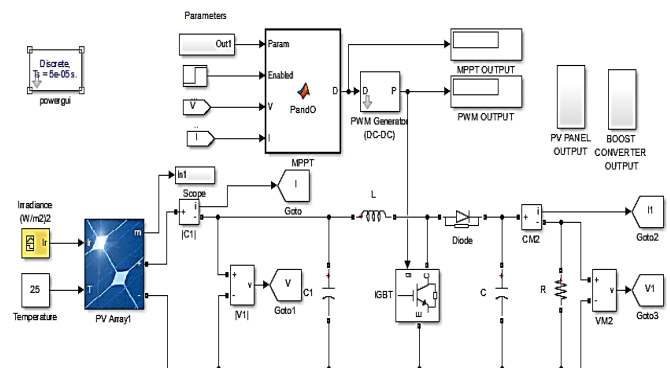 Parameters
Out1
Param
Enabled
V
I
PandO
D
MPPT
V
I
D
P
PWM Generator
(DC-DC)
MPPT OUTPUT
PWM OUTPUT
PV PANEL
OUTPUT
BOOST
CONVERTER
OUTPUT
Discrete,
Ts = 5e-05 s.
powergui
Irradiance
(W/m2)2
Ir
25
Temperature
Ir
T
m
+
-
PV Array1
In1
Scope
+
-
i
|C1|
I
Goto
+
-
v
|V1|
V
Goto1
C1
+
L
g
C
E
IGBT
Diode
C
+
+
-
i
CM2
I1
Goto2
R
+
-
v
VM2
V1
Goto3